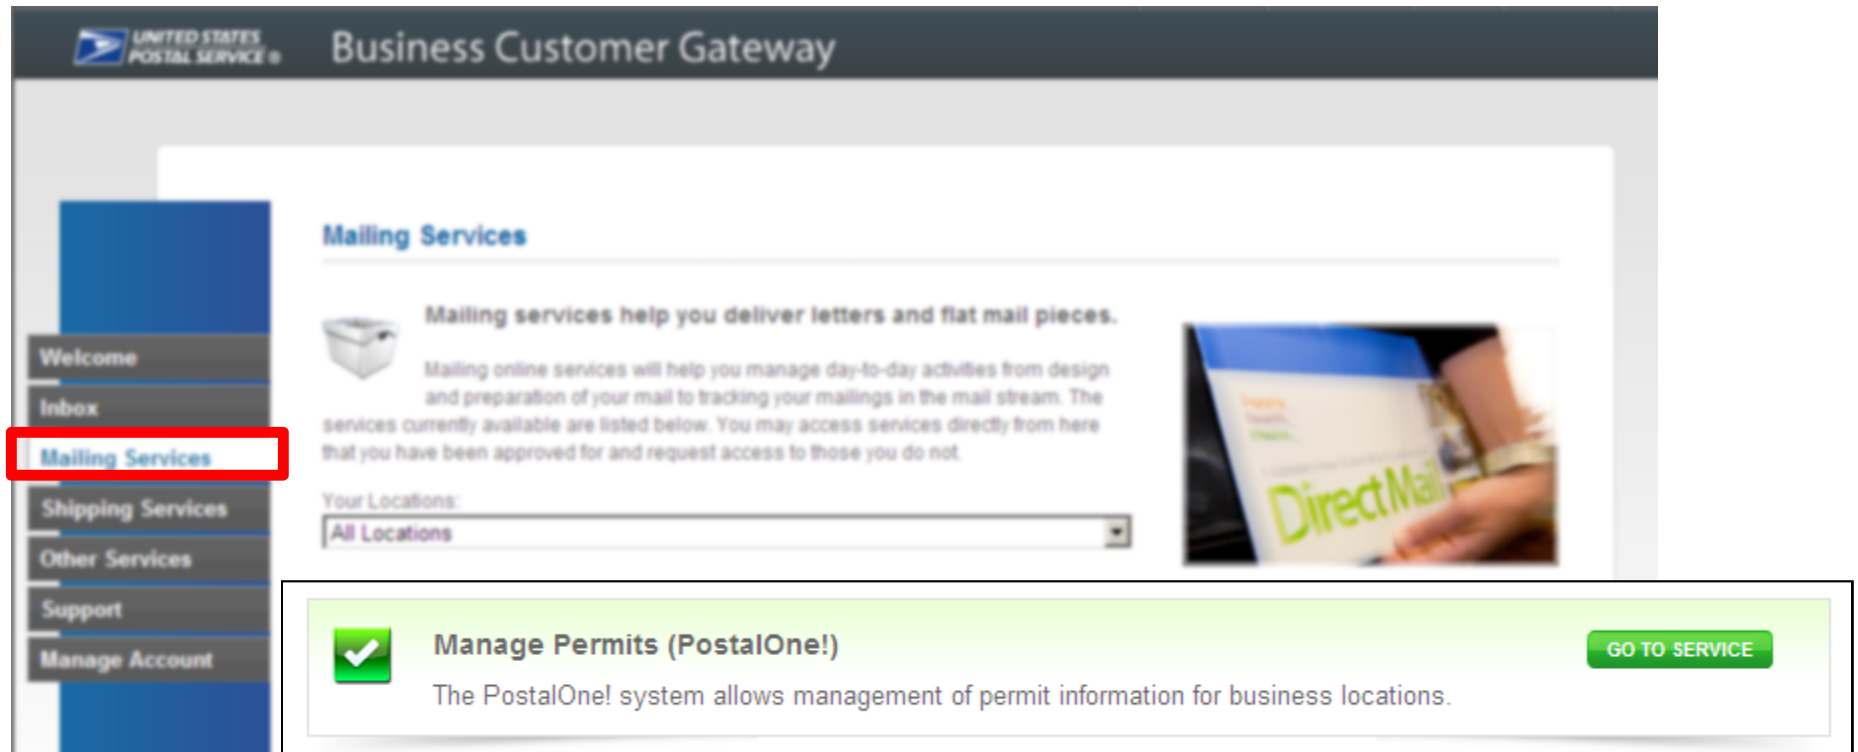 UNITED STATES
POSTAL SERVICE ®
Business Customer Gateway
Mailing Services
Mailing services help you deliver letters and flat mail pieces.
Mailing online services will help you manage day-to-day activities from design
and preparation of your mail to tracking your mailings in the mail stream. The
services currently available are listed below. You may access services directly from here
that you have been approved for and request access to those you do not.
Your Locations:
All Locations
Welcome
Inbox
Mailing Services
Shipping Services
Other Services
Support
Manage Account
DirectMail
Manage Permits (PostalOne!)
GO TO SERVICE
The PostalOne! system allows management of permit information for business locations.